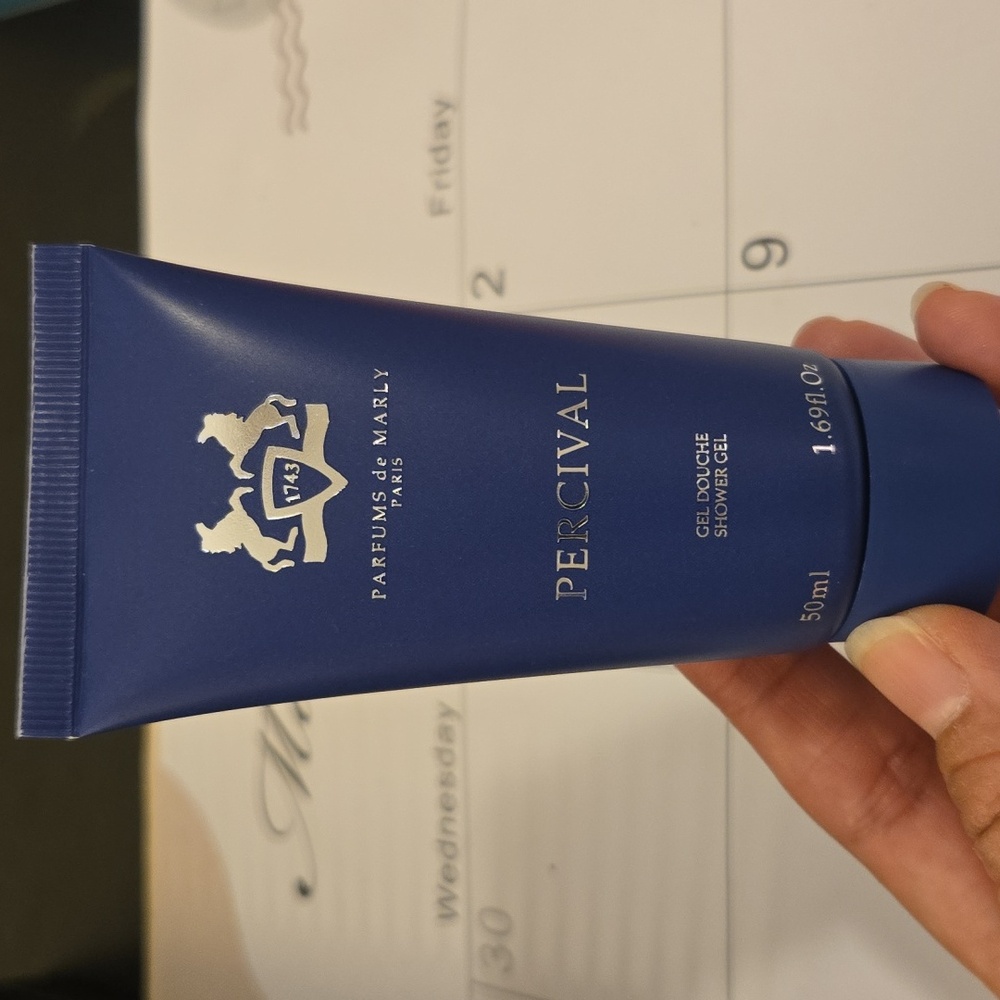 1743
PARFUMS de MARLY
PARIS
PERCIVAL
GEL DOUCHE
SHOWER GEL
50ml 1.69fl.Oz
Wednesday
Friday
30
2
9